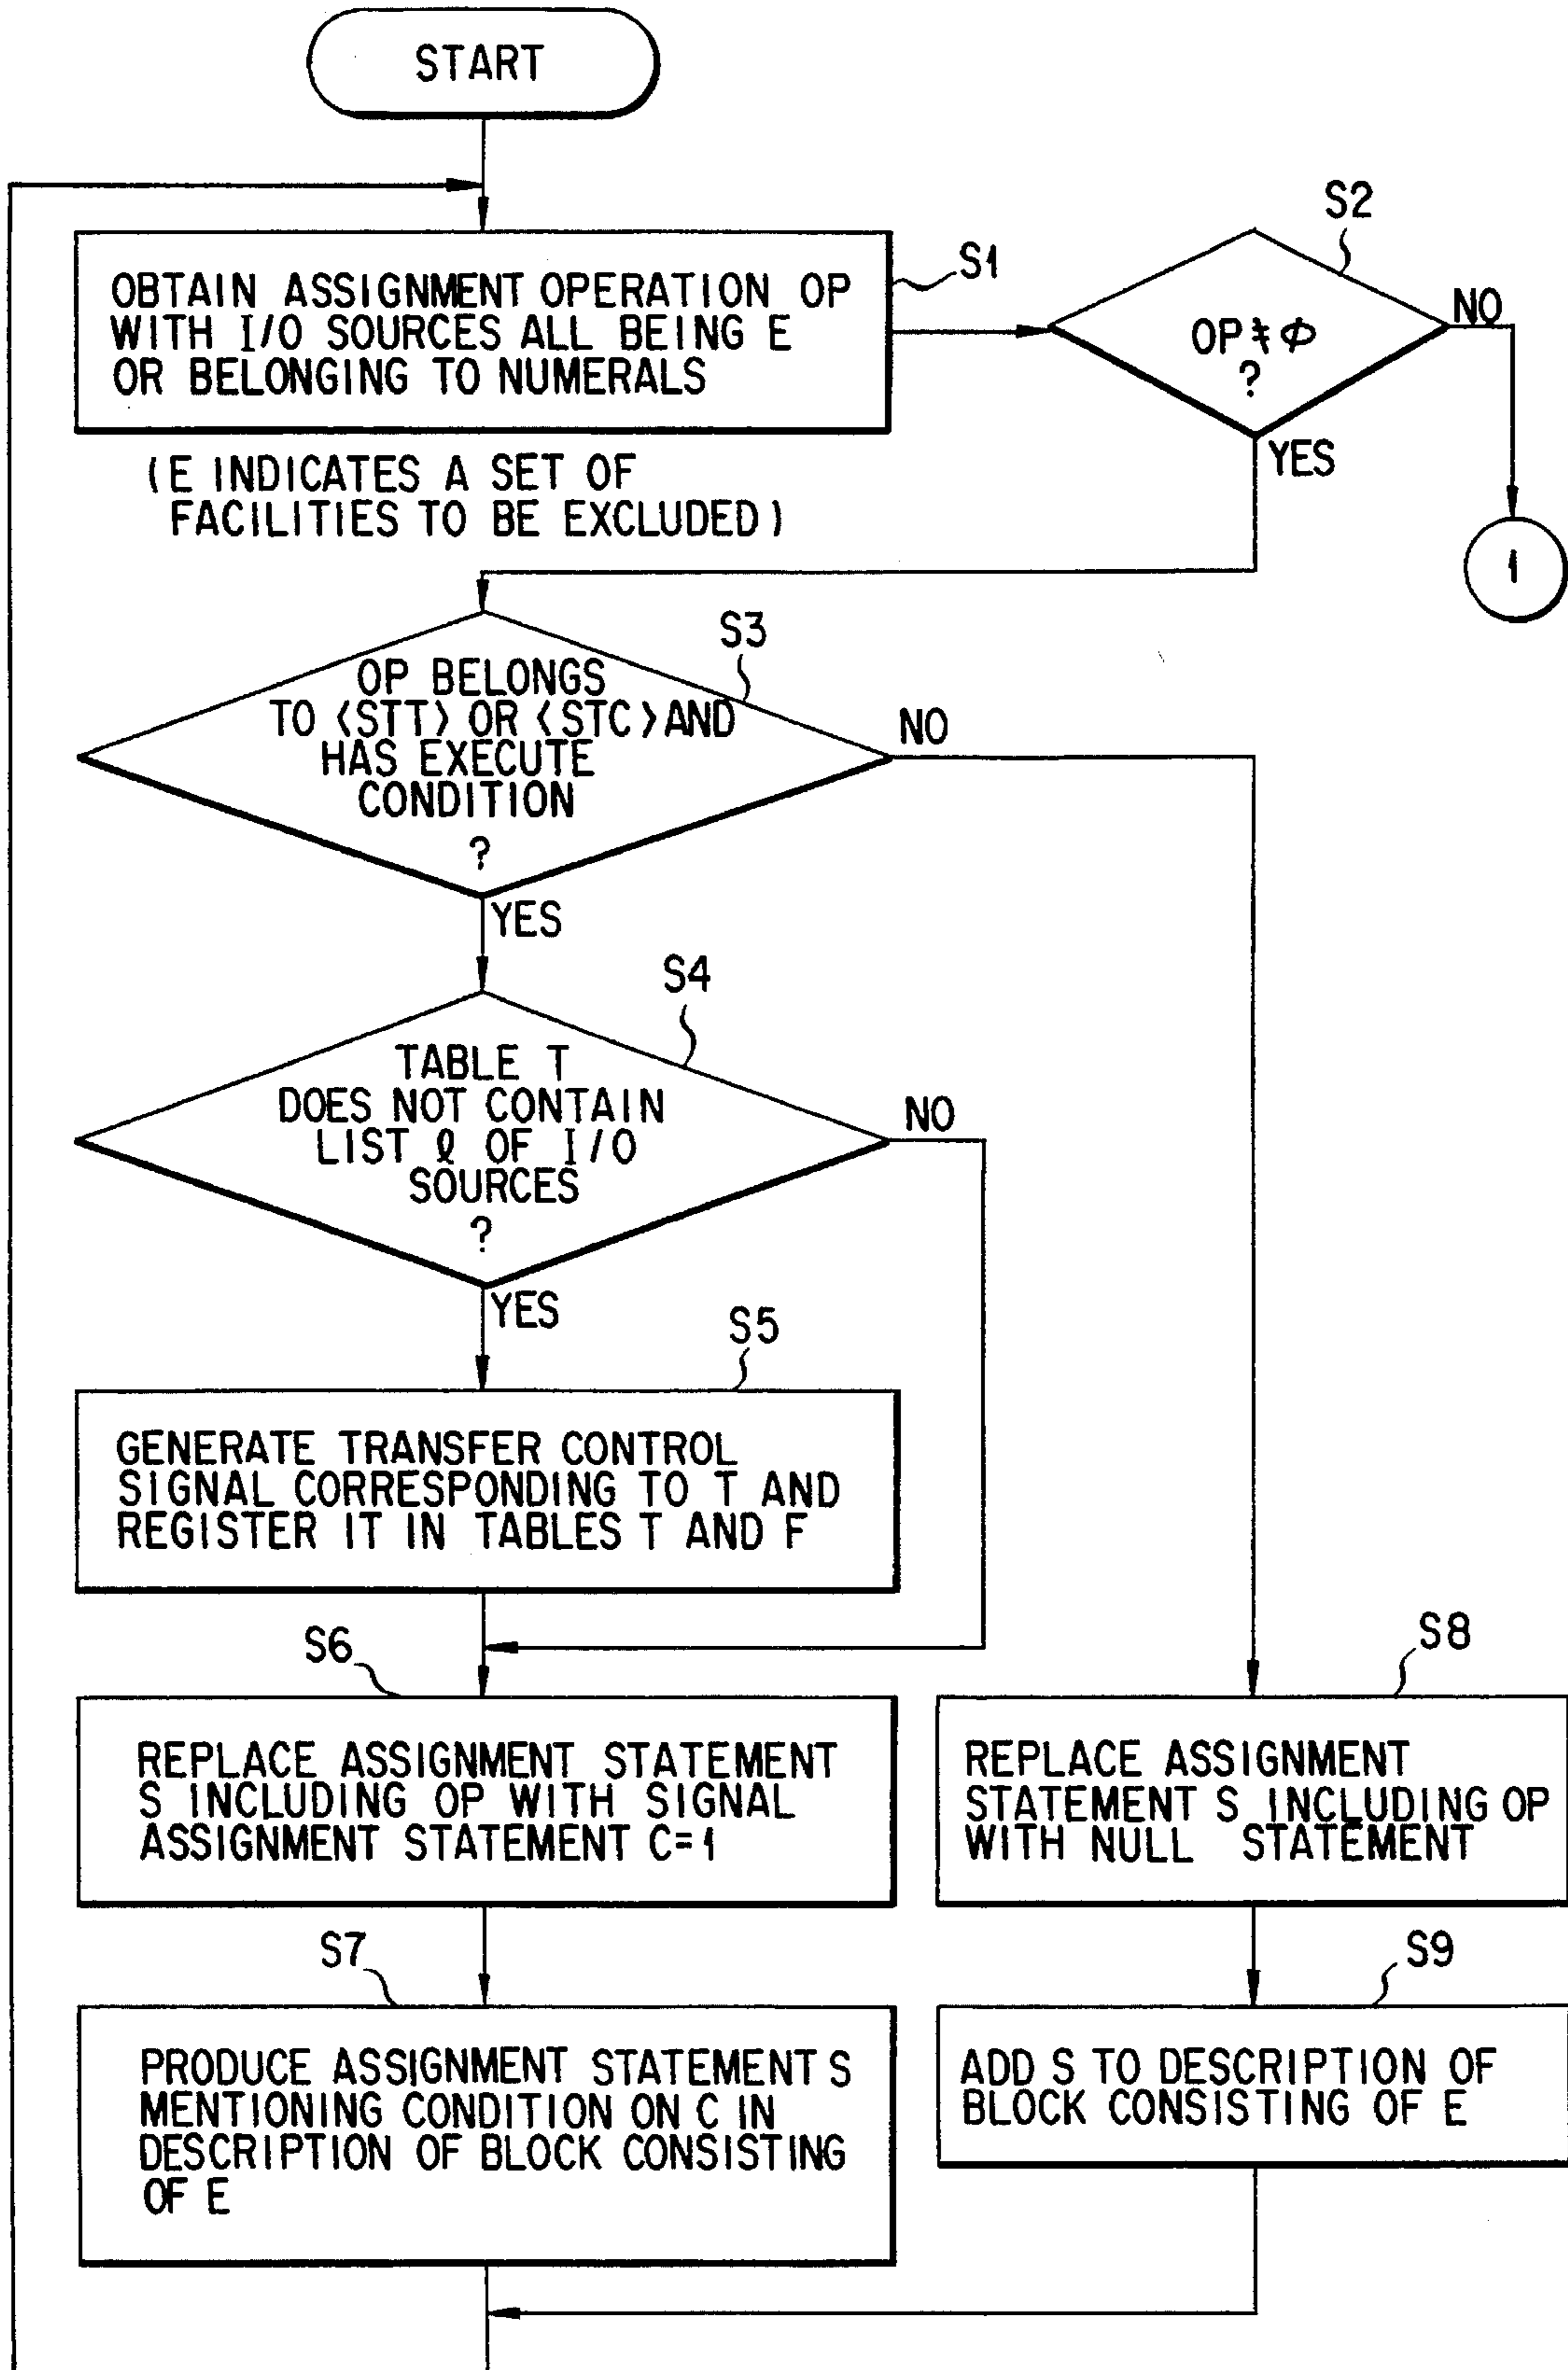 START
S1
OBTAIN ASSIGNMENT OPERATION OP
WITH I/O SOURCES ALL BEING E
OR BELONGING TO NUMERALS
(E INDICATES A SET OF
FACILITIES TO BE EXCLUDED)
S2
OP≠Φ
?
NO
YES
1
S3
OP BELONGS
TO <STT> OR <STC> AND
HAS EXECUTE
CONDITION
?
NO
YES
S4
TABLE T
DOES NOT CONTAIN
LIST ℓ OF I/O
SOURCES
?
NO
YES
S5
GENERATE TRANSFER CONTROL
SIGNAL CORRESPONDING TO T AND
REGISTER IT IN TABLES T AND F
S6
REPLACE ASSIGNMENT STATEMENT
S INCLUDING OP WITH SIGNAL
ASSIGNMENT STATEMENT C=1
S7
PRODUCE ASSIGNMENT STATEMENT S
MENTIONING CONDITION ON C IN
DESCRIPTION OF BLOCK CONSISTING
OF E
S8
REPLACE ASSIGNMENT
STATEMENT S INCLUDING OP
WITH NULL STATEMENT
S9
ADD S TO DESCRIPTION OF
BLOCK CONSISTING OF E